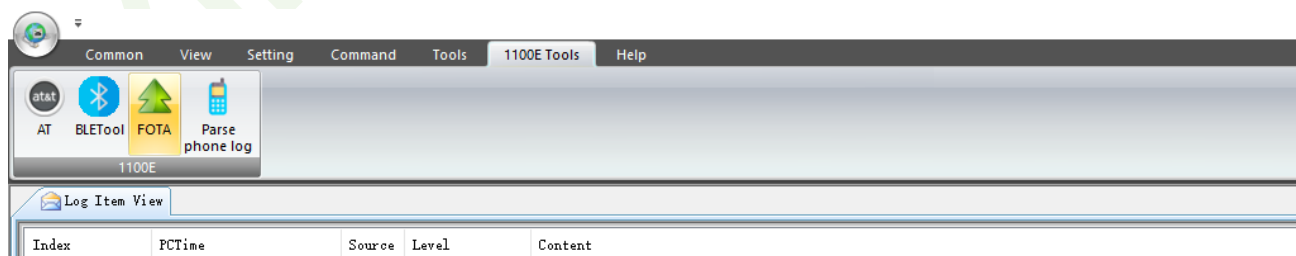 Common View Setting Command Tools 1100E Tools Help
at&t
AT BLETool FOTA Parse phone log
1100E
Log Item View
Index PCTime Source Level Content